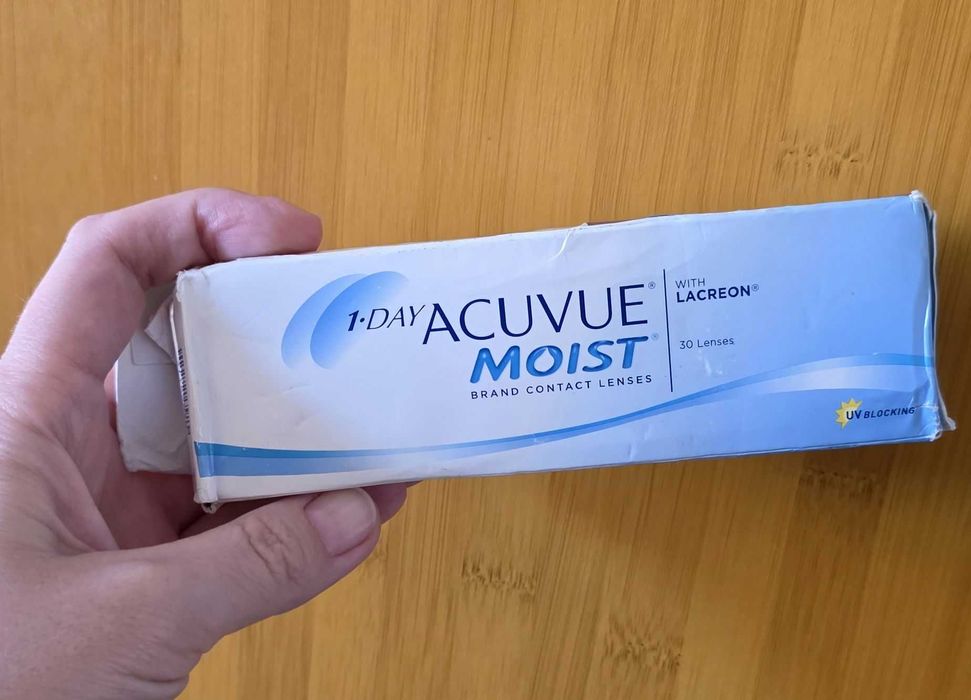 1·DAY ACUVUE®
MOIST®
BRAND CONTACT LENSES
WITH
LACREON®
30 Lenses
UV BLOCKING